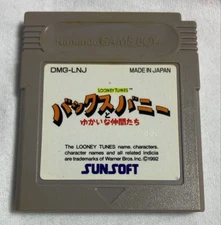 Nintendo GAME BOY
DMG-LNJ MADE IN JAPAN
LOONEY TUNES™
バックス バニー
と
ゆかいな仲間たち
The LOONEY TUNES name, characters,
character names and all related Indicia
are trademarks of Warner Bros. Inc. ©1992
SUNSOFT